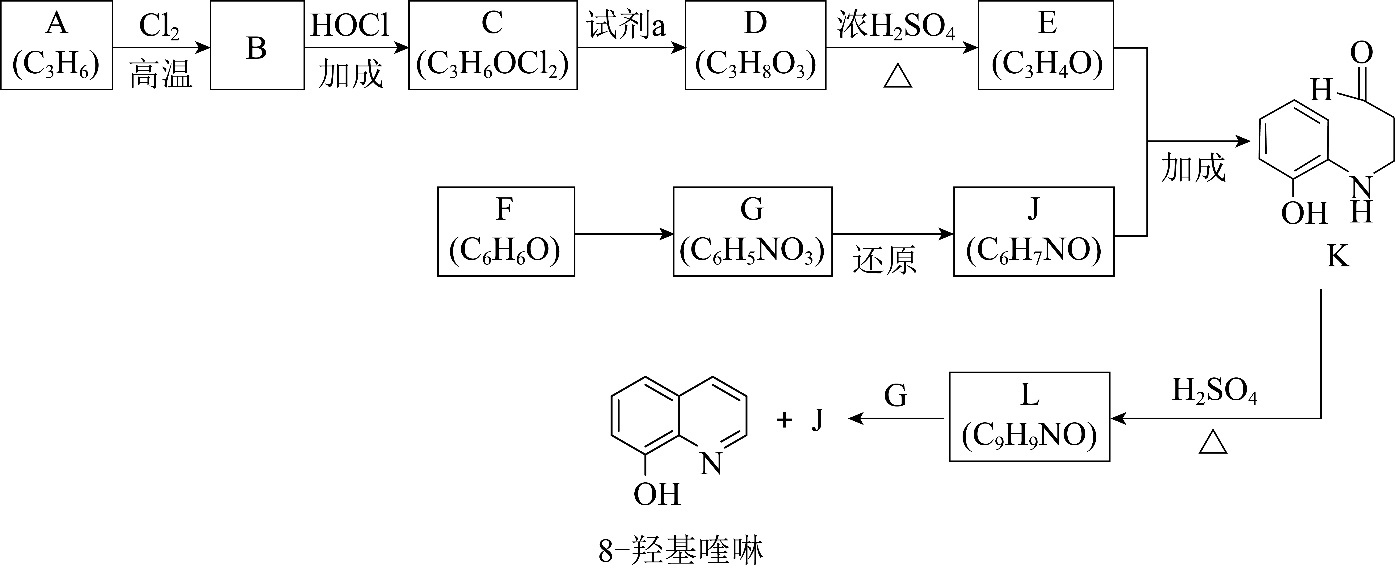 A
(C₃H₆)
Cl₂
高温
B
HOCl
加成
C
(C₃H₆OCl₂)
试剂a
D
(C₃H₈O₃)
浓H₂SO₄
△
E
(C₃H₄O)
F
(C₆H₆O)
G
(C₆H₅NO₃)
还原
J
(C₆H₇NO)
加成
O
H
N
H
OH
K
H₂SO₄
△
L
(C₉H₉NO)
G
+ J
N
OH
8-羟基喹啉